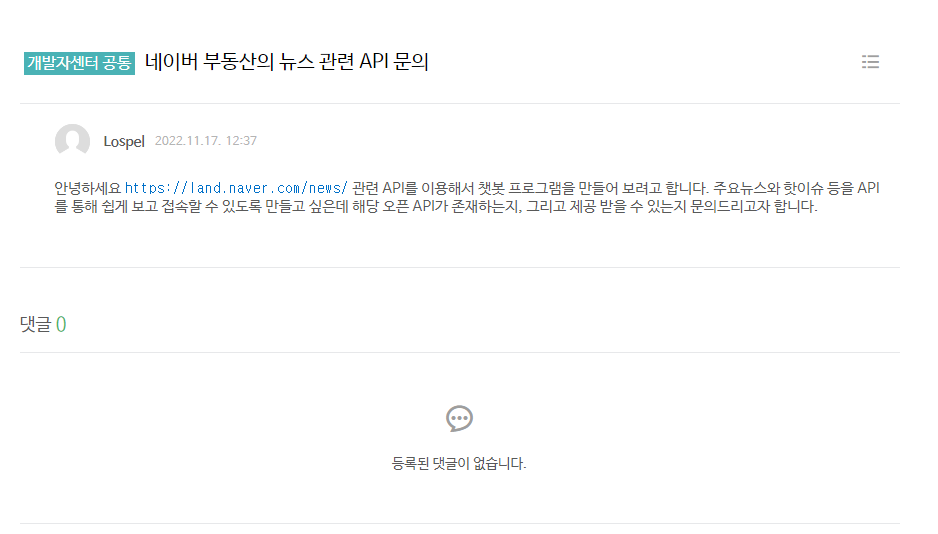 개발자센터 공통 네이버 부동산의 뉴스 관련 API 문의
Lospel 2022.11.17. 12:37
안녕하세요 https://land.naver.com/news/ 관련 API를 이용해서 챗봇 프로그램을 만들어 보려고 합니다. 주요뉴스와 핫이슈 등을 API
를 통해 쉽게 보고 접속할 수 있도록 만들고 싶은데 해당 오픈 API가 존재하는지, 그리고 제공 받을 수 있는지 문의드리고자 합니다.
댓글 0
등록된 댓글이 없습니다.